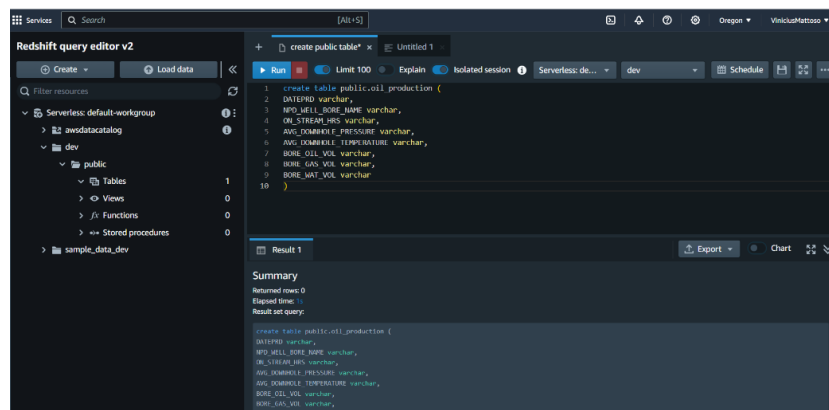 Services Search [Alt+S] Oregon ▼ ViniciusMattoso ▼
Redshift query editor v2
Create Load data
Filter resources
Serverless: default-workgroup
awsdatacatalog
dev
public
Tables 1
Views 0
fx Functions 0
Stored procedures 0
sample_data_dev
+ create public table* × Untitled 1 ×
Run Limit 100 Explain Isolated session Serverless: de... dev Schedule
1 create table public.oil_production (
2 DATEPRD varchar,
3 NPD_WELL_BORE_NAME varchar,
4 ON_STREAM_HRS varchar,
5 AVG_DOWNHOLE_PRESSURE varchar,
6 AVG_DOWNHOLE_TEMPERATURE varchar,
7 BORE_OIL_VOL varchar,
8 BORE_GAS_VOL varchar,
9 BORE_WAT_VOL varchar
10 )
Result 1 Export Chart
Summary
Returned rows: 0
Elapsed time: 1s
Result set query:
create table public.oil_production (
DATEPRD varchar,
NPD_WELL_BORE_NAME varchar,
ON_STREAM_HRS varchar,
AVG_DOWNHOLE_PRESSURE varchar,
AVG_DOWNHOLE_TEMPERATURE varchar,
BORE_OIL_VOL varchar,
BORE_GAS_VOL varchar,